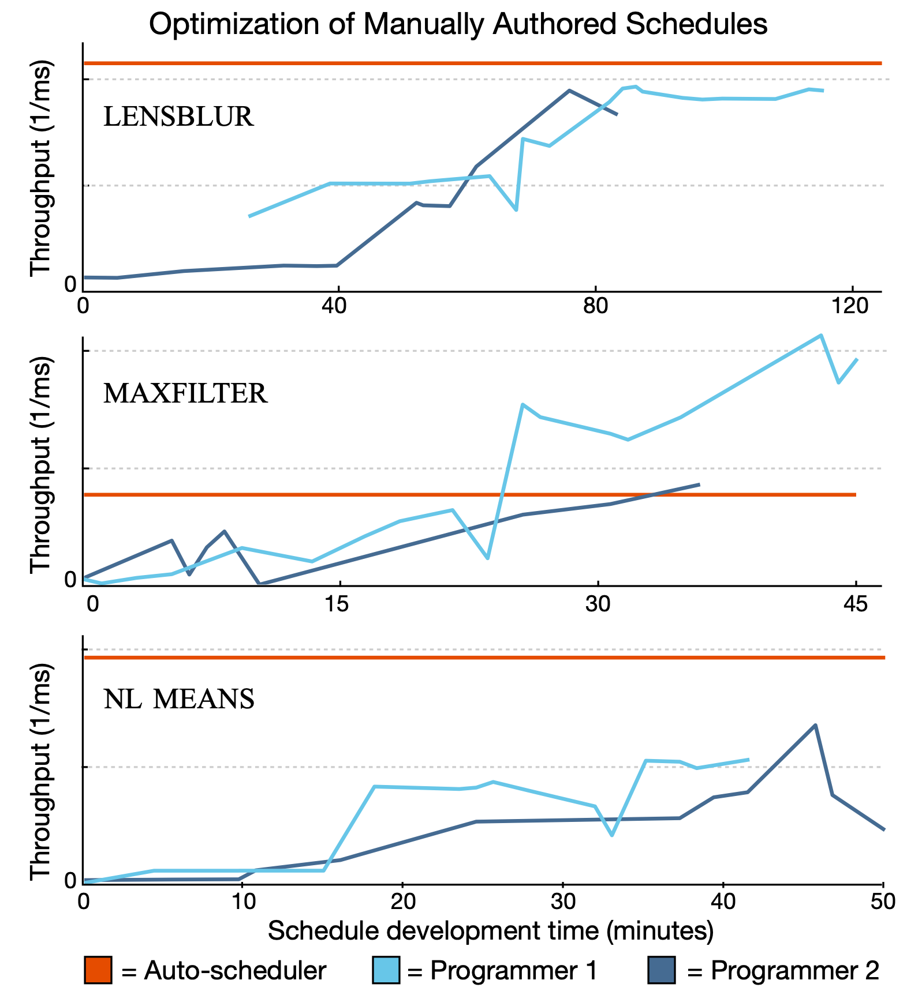 Optimization of Manually Authored Schedules
Throughput (1/ms)
LENSBLUR
0
0 40 80 120
Throughput (1/ms)
MAXFILTER
0
0 15 30 45
Throughput (1/ms)
NL MEANS
0
0 10 20 30 40 50
Schedule development time (minutes)
= Auto-scheduler = Programmer 1 = Programmer 2